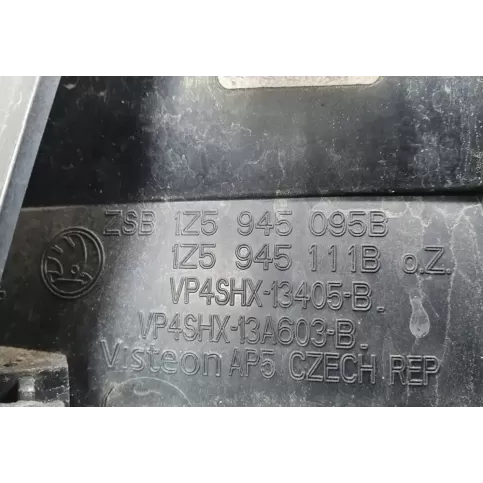 ZSB 1Z5 945 095B
1Z5 945 111B o.Z.
VP4SHX-13405-B
VP4SHX-13A603-B
Visteon AP5 CZECH REP